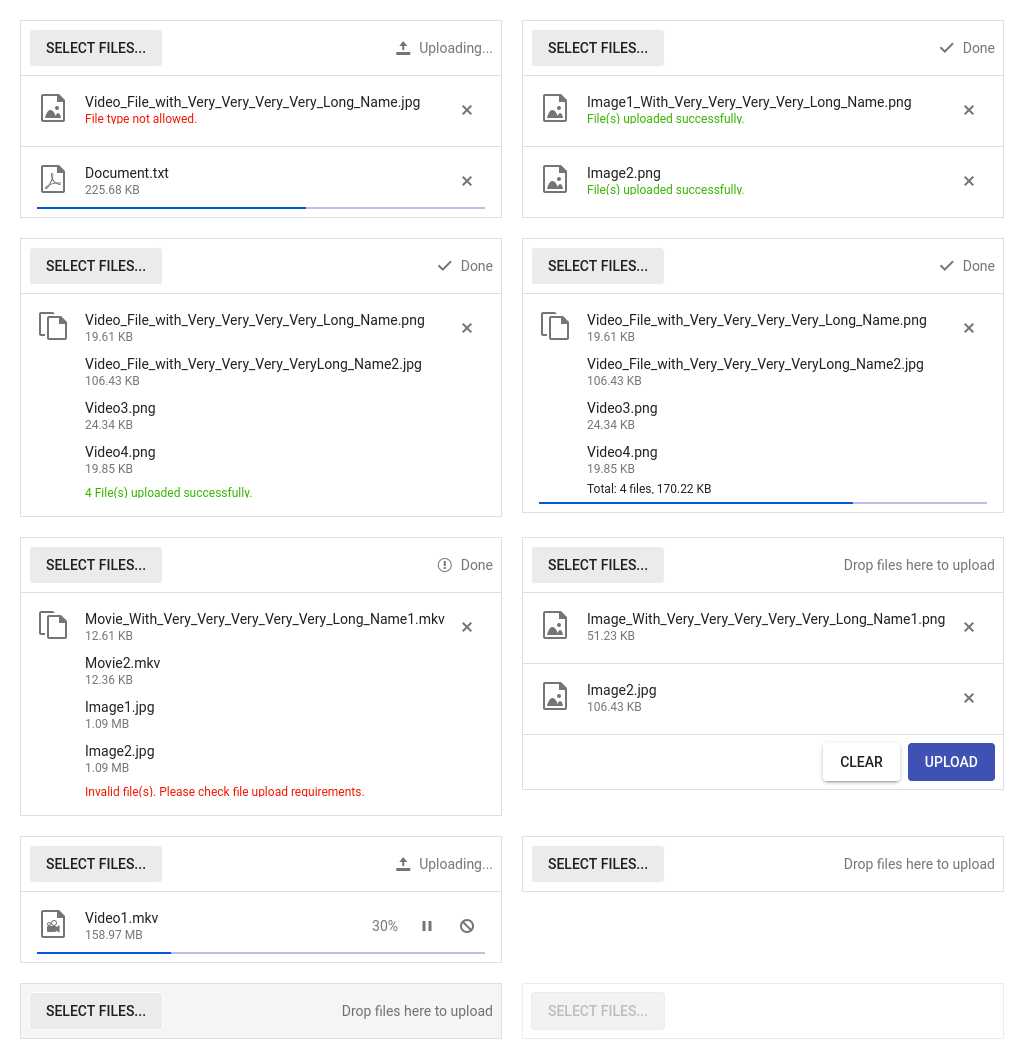 SELECT FILES...
Uploading...
Video_File_with_Very_Very_Very_Very_Long_Name.jpg
File type not allowed.
Document.txt
225.68 KB
SELECT FILES...
Done
Image1_With_Very_Very_Very_Very_Long_Name.png
File(s) uploaded successfully.
Image2.png
File(s) uploaded successfully.
SELECT FILES...
Done
Video_File_with_Very_Very_Very_Very_Long_Name.png
19.61 KB
Video_File_with_Very_Very_Very_VeryLong_Name2.jpg
106.43 KB
Video3.png
24.34 KB
Video4.png
19.85 KB
4 File(s) uploaded successfully.
SELECT FILES...
Done
Video_File_with_Very_Very_Very_Very_Long_Name.png
19.61 KB
Video_File_with_Very_Very_Very_VeryLong_Name2.jpg
106.43 KB
Video3.png
24.34 KB
Video4.png
19.85 KB
Total: 4 files, 170.22 KB
SELECT FILES...
Done
Movie_With_Very_Very_Very_Very_Very_Long_Name1.mkv
12.61 KB
Movie2.mkv
12.36 KB
Image1.jpg
1.09 MB
Image2.jpg
1.09 MB
Invalid file(s). Please check file upload requirements.
SELECT FILES...
Drop files here to upload
Image_With_Very_Very_Very_Very_Very_Long_Name1.png
51.23 KB
Image2.jpg
106.43 KB
CLEAR
UPLOAD
SELECT FILES...
Uploading...
Video1.mkv
158.97 MB
30%
SELECT FILES...
Drop files here to upload
SELECT FILES...
Drop files here to upload
SELECT FILES...